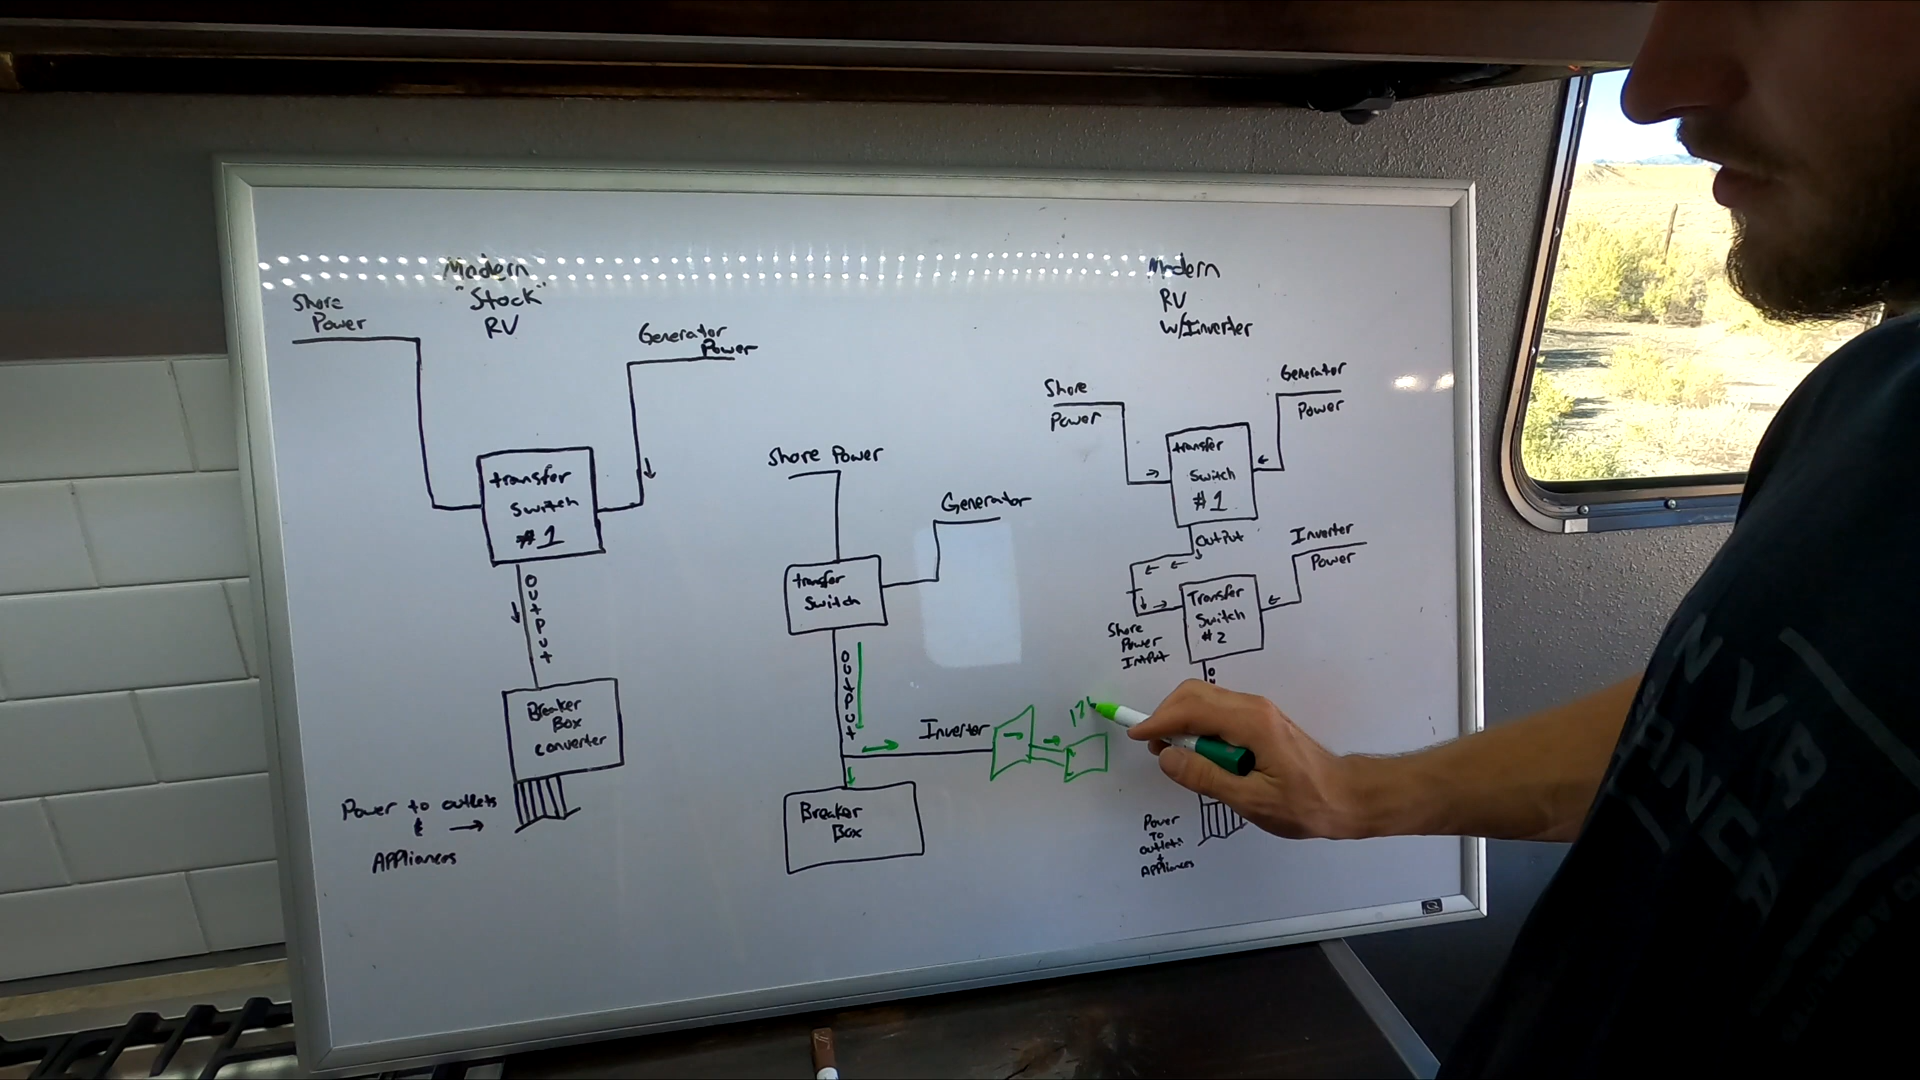 Modern
"Stock"
RV
Shore
Power
Generator
Power
transfer
Switch
#1
Output
Breaker
Box
converter
Power to outlets
&
Appliances
Shore Power
Generator
transfer
Switch
Output
Inverter
Breaker
Box
Modern
RV
w/Inverter
Shore
Power
Generator
Power
transfer
Switch
#1
Output
Inverter
Power
Transfer
Switch
#2
Shore
Power
Intput
Power
To
outlets
+
Appliances